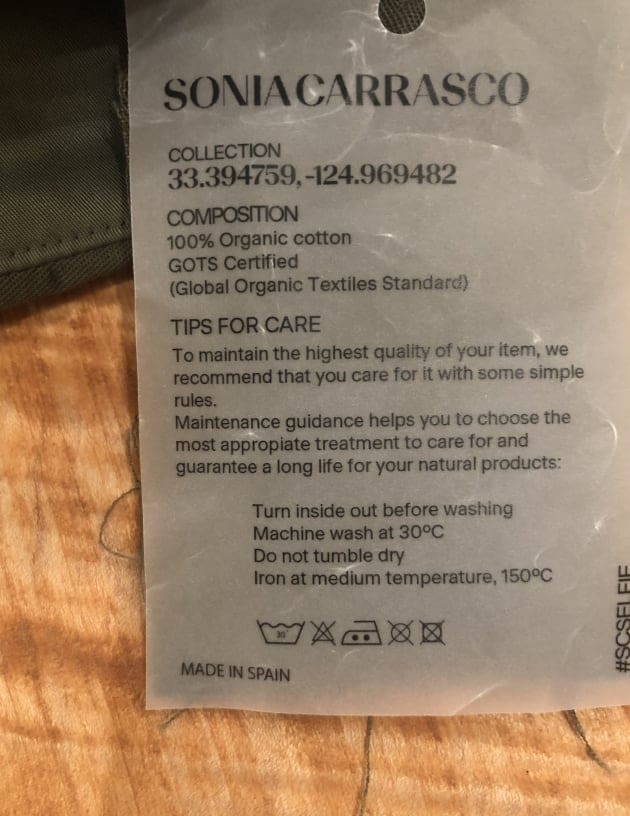 SONIA CARRASCO
COLLECTION
33.394759, -124.969482
COMPOSITION
100% Organic cotton
GOTS Certified
(Global Organic Textiles Standard)
TIPS FOR CARE
To maintain the highest quality of your item, we
recommend that you care for it with some simple
rules.
Maintenance guidance helps you to choose the
most appropiate treatment to care for and
guarantee a long life for your natural products:
Turn inside out before washing
Machine wash at 30ºC
Do not tumble dry
Iron at medium temperature, 150ºC
30°
MADE IN SPAIN
#SCSELFIE